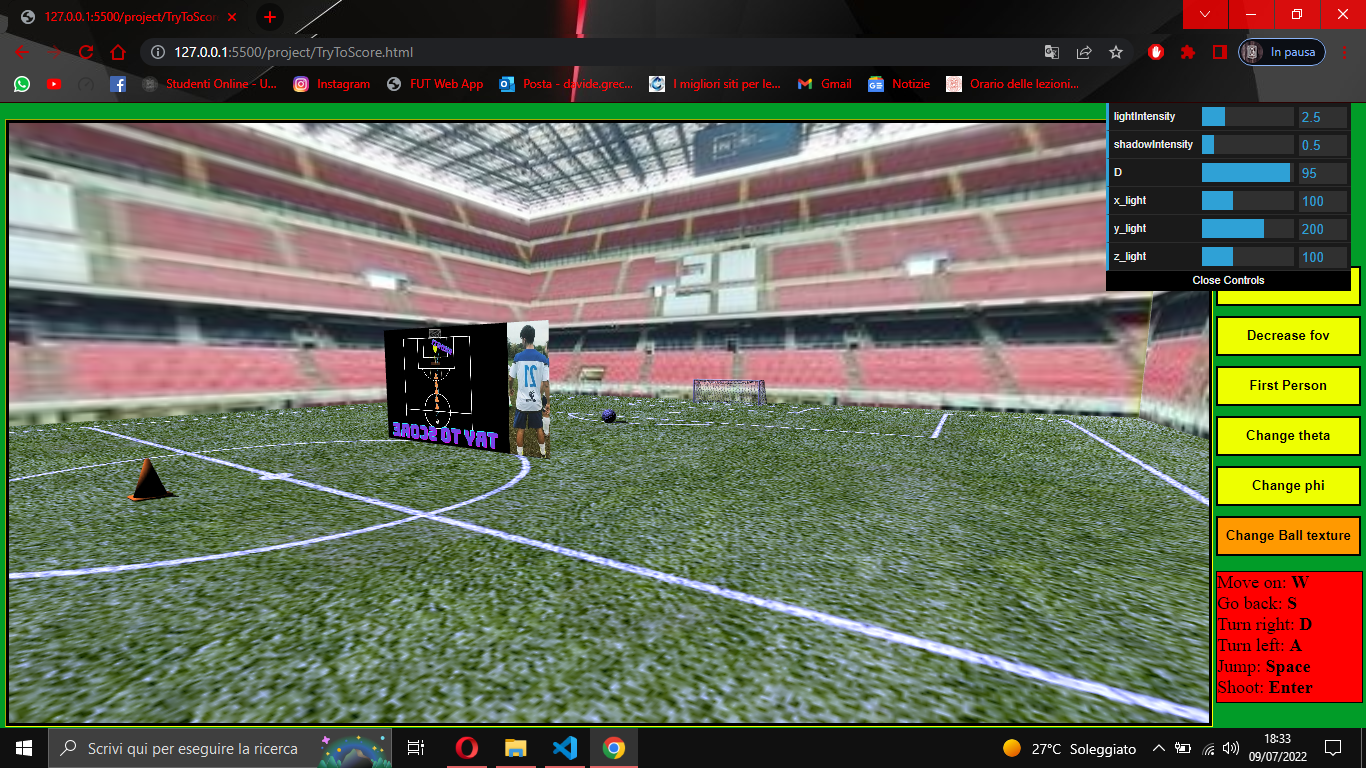 127.0.0.1:5500/project/TryToScor
127.0.0.1:5500/project/TryToScore.html
In pausa
Studenti Online - U...
Instagram
FUT Web App
Posta - davide.grec...
I migliori siti per le...
Gmail
Notizie
Orario delle lezioni...
lightIntensity 2.5
shadowIntensity 0.5
D 95
x_light 100
y_light 200
z_light 100
Close Controls
Decrease fov
First Person
Change theta
Change phi
Change Ball texture
TRY TO SCORE
21
Move on: W
Go back: S
Turn right: D
Turn left: A
Jump: Space
Shoot: Enter
Scrivi qui per eseguire la ricerca
27°C Soleggiato
18:33
09/07/2022